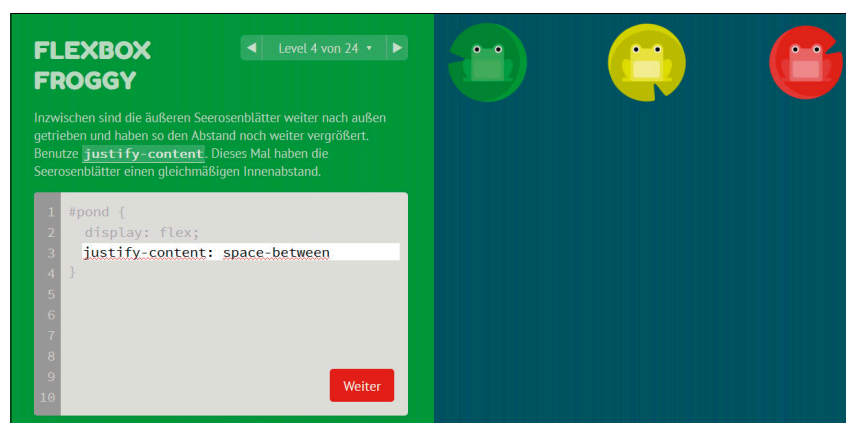 FLEXBOX
FROGGY
◀ Level 4 von 24 ▼ ▶
Inzwischen sind die äußeren Seerosenblätter weiter nach außen
getrieben und haben so den Abstand noch weiter vergrößert.
Benutze justify-content. Dieses Mal haben die
Seerosenblätter einen gleichmäßigen Innenabstand.
1 #pond {
2 display: flex;
3 justify-content: space-between
4 }
5
6
7
8
9
10
Weiter